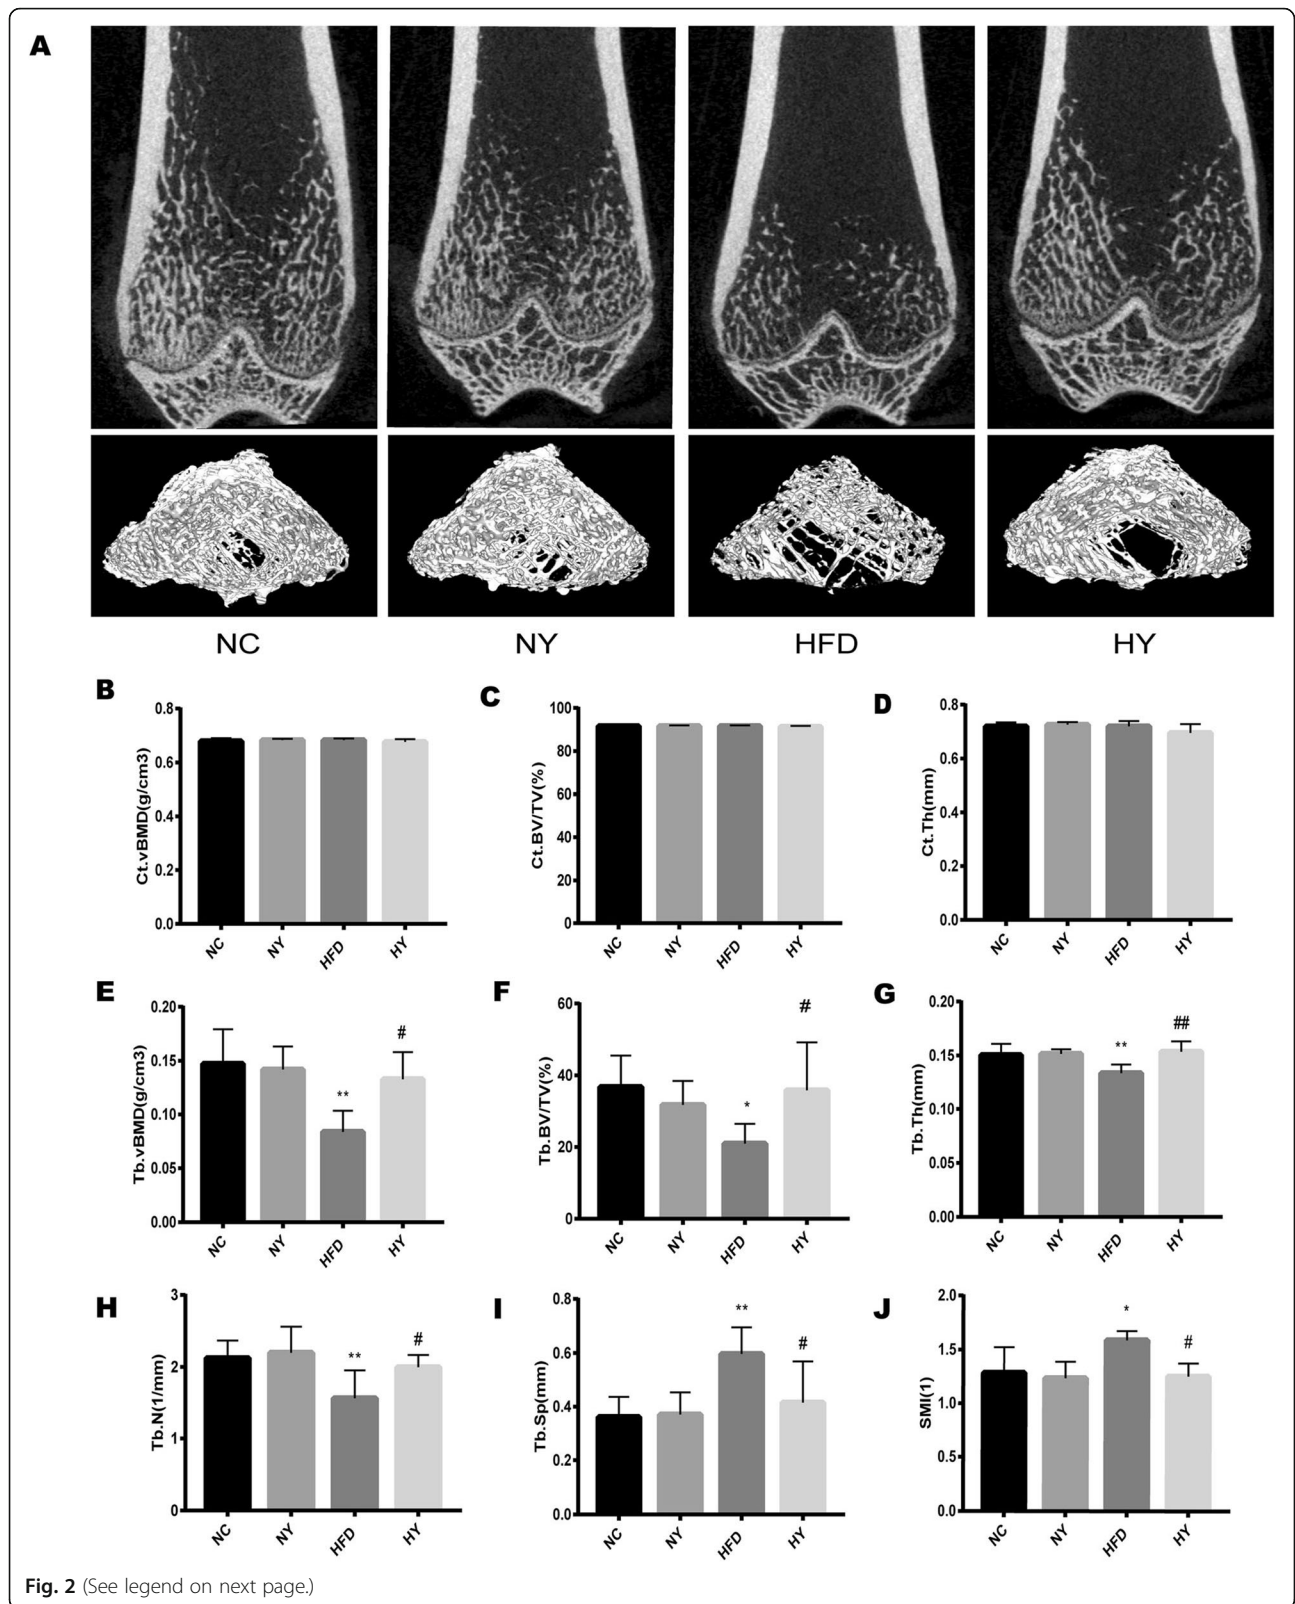 A
NC NY HFD HY
B
Ct.vBMD(g/cm3)
0.8
0.6
0.4
0.2
0.0
NC NY HFD HY
C
Ct.BV/TV(%)
100
80
60
40
20
0
NC NY HFD HY
D
Ct.Th(mm)
0.8
0.6
0.4
0.2
0.0
NC NY HFD HY
E
Tb.vBMD(g/cm3)
0.20
0.15
0.10
0.05
0.00
**
#
NC NY HFD HY
F
Tb.BV/TV(%)
60
40
20
0
*
#
NC NY HFD HY
G
Tb.Th(mm)
0.20
0.15
0.10
0.05
0.00
**
##
NC NY HFD HY
H
Tb.N(1/mm)
3
2
1
0
**
#
NC NY HFD HY
I
Tb.Sp(mm)
0.8
0.6
0.4
0.2
0.0
**
#
NC NY HFD HY
J
SMI(1)
2.0
1.5
1.0
0.5
0.0
*
#
NC NY HFD HY
Fig. 2 (See legend on next page.)